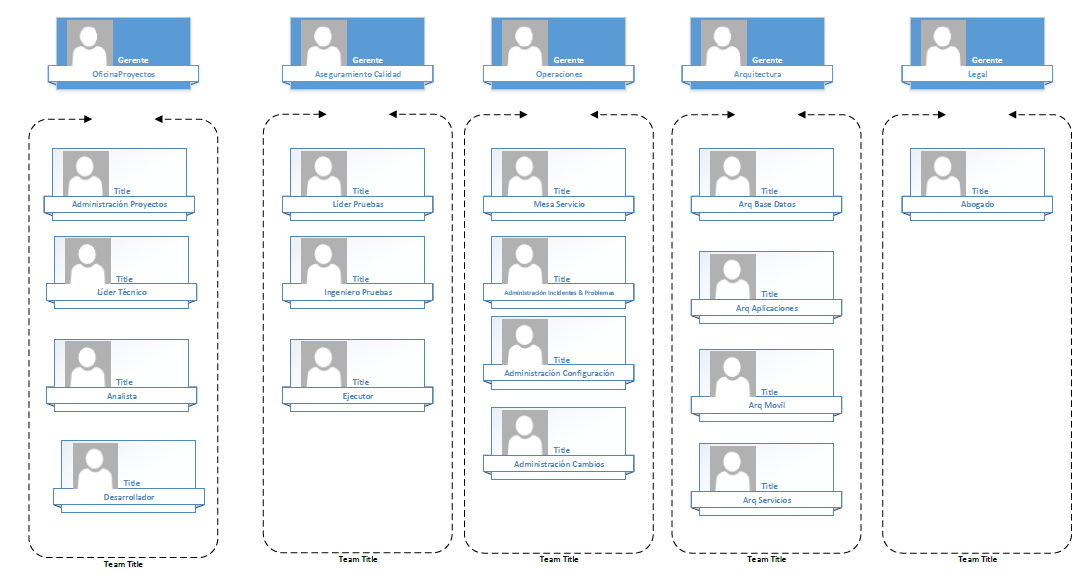 Gerente
OficinaProyectos
Gerente
Aseguramiento Calidad
Gerente
Operaciones
Gerente
Arquitectura
Gerente
Legal
Title
Administración Proyectos
Title
Líder Técnico
Title
Analista
Title
Desarrollador
Team Title
Title
Líder Pruebas
Title
Ingeniero Pruebas
Title
Ejecutor
Team Title
Title
Mesa Servicio
Title
Administración Incidentes & Problemas
Title
Administración Configuración
Title
Administración Cambios
Team Title
Title
Arq Base Datos
Title
Arq Aplicaciones
Title
Arq Movil
Title
Arq Servicios
Team Title
Title
Abogado
Team Title